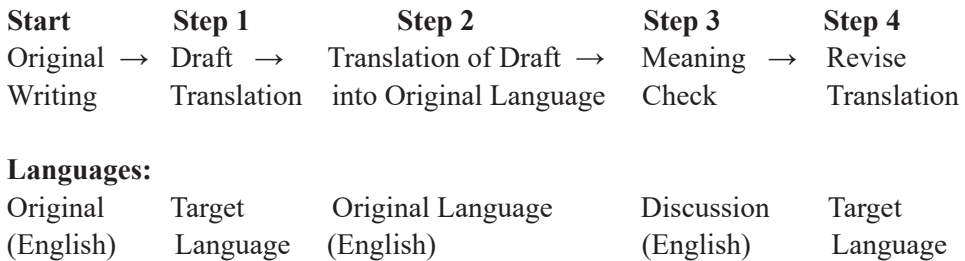 Start Step 1 Step 2 Step 3 Step 4
Original → Draft → Translation of Draft → Meaning → Revise
Writing Translation into Original Language Check Translation
Languages:
Original Target Original Language Discussion Target
(English) Language (English) (English) Language